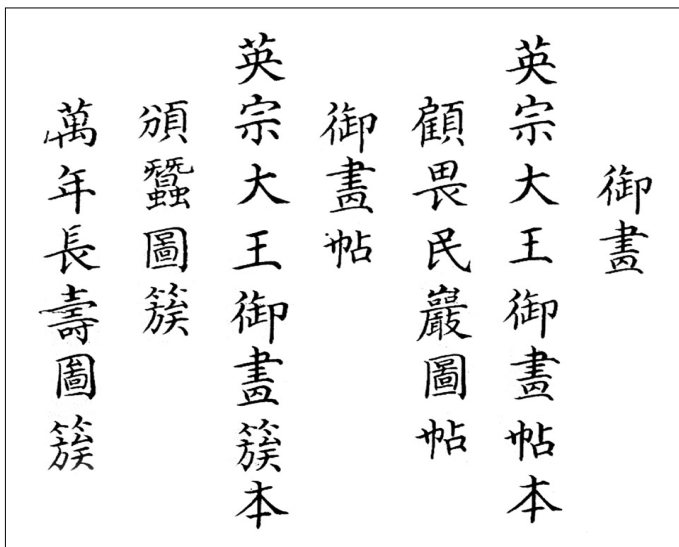 御畫
英宗大王御畫帖本
顧畏民巖圖帖
御畫帖
英宗大王御畫簇本
頒蠶圖簇
萬年長壽圖簇